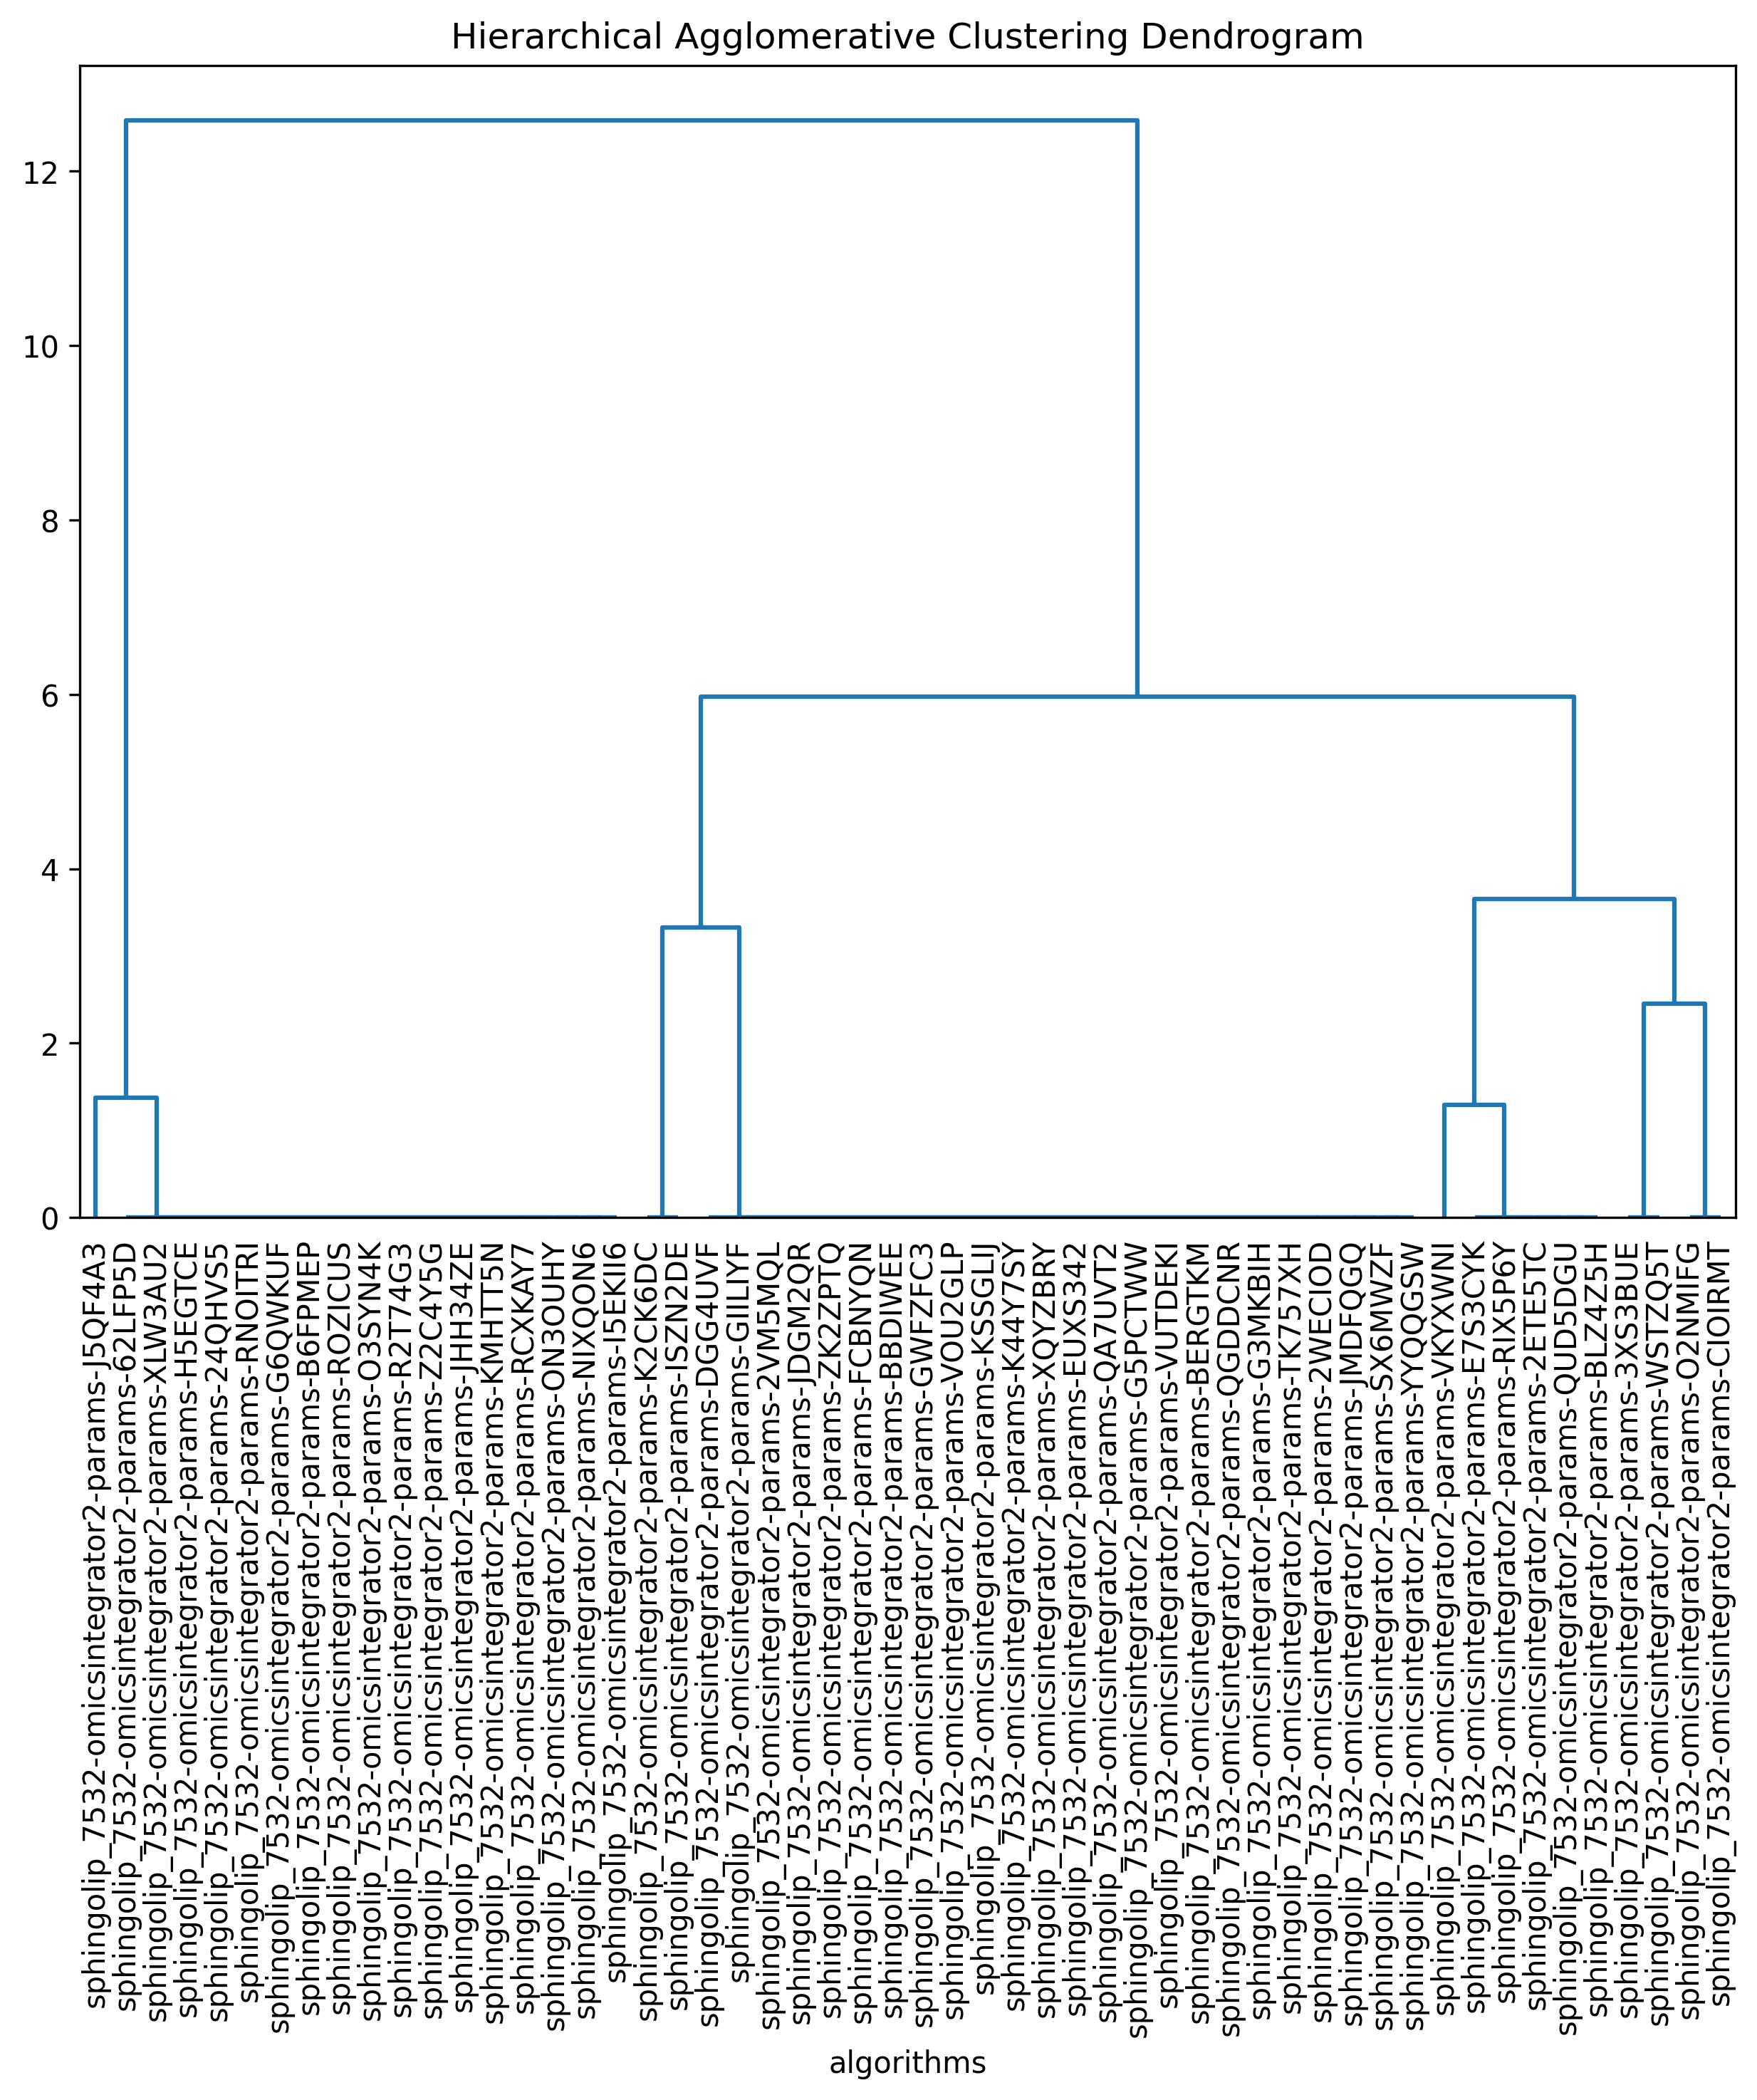 Hierarchical Agglomerative Clustering Dendrogram
12
10
8
6
4
2
0
sphingolip_7532-omicsintegrator2-params-J5QF4A3
sphingolip_7532-omicsintegrator2-params-62LFP5D
sphingolip_7532-omicsintegrator2-params-XLW3AU2
sphingolip_7532-omicsintegrator2-params-H5EGTCE
sphingolip_7532-omicsintegrator2-params-24QHVS5
sphingolip_7532-omicsintegrator2-params-RNOITRI
sphingolip_7532-omicsintegrator2-params-G6QWKUF
sphingolip_7532-omicsintegrator2-params-B6FPMEP
sphingolip_7532-omicsintegrator2-params-ROZICUS
sphingolip_7532-omicsintegrator2-params-O3SYN4K
sphingolip_7532-omicsintegrator2-params-R2T74G3
sphingolip_7532-omicsintegrator2-params-Z2C4Y5G
sphingolip_7532-omicsintegrator2-params-JHH34ZE
sphingolip_7532-omicsintegrator2-params-KMHTT5N
sphingolip_7532-omicsintegrator2-params-RCXKAY7
sphingolip_7532-omicsintegrator2-params-ON3OUHY
sphingolip_7532-omicsintegrator2-params-NIXQON6
sphingolip_7532-omicsintegrator2-params-I5EKII6
sphingolip_7532-omicsintegrator2-params-K2CK6DC
sphingolip_7532-omicsintegrator2-params-ISZN2DE
sphingolip_7532-omicsintegrator2-params-DGG4UVF
sphingolip_7532-omicsintegrator2-params-GIILIYF
sphingolip_7532-omicsintegrator2-params-2VM5MQL
sphingolip_7532-omicsintegrator2-params-JDGM2QR
sphingolip_7532-omicsintegrator2-params-ZK2ZPTQ
sphingolip_7532-omicsintegrator2-params-FCBNYQN
sphingolip_7532-omicsintegrator2-params-BBDIWEE
sphingolip_7532-omicsintegrator2-params-GWFZFC3
sphingolip_7532-omicsintegrator2-params-VOU2GLP
sphingolip_7532-omicsintegrator2-params-KSSGLIJ
sphingolip_7532-omicsintegrator2-params-K44Y7SY
sphingolip_7532-omicsintegrator2-params-XQYZBRY
sphingolip_7532-omicsintegrator2-params-EUXS342
sphingolip_7532-omicsintegrator2-params-QA7UVT2
sphingolip_7532-omicsintegrator2-params-G5PCTWW
sphingolip_7532-omicsintegrator2-params-VUTDEKI
sphingolip_7532-omicsintegrator2-params-BERGTKM
sphingolip_7532-omicsintegrator2-params-QGDDCNR
sphingolip_7532-omicsintegrator2-params-G3MKBIH
sphingolip_7532-omicsintegrator2-params-TK757XH
sphingolip_7532-omicsintegrator2-params-2WECIOD
sphingolip_7532-omicsintegrator2-params-JMDFQGQ
sphingolip_7532-omicsintegrator2-params-SX6MWZF
sphingolip_7532-omicsintegrator2-params-YYQQGSW
sphingolip_7532-omicsintegrator2-params-VKYXWNI
sphingolip_7532-omicsintegrator2-params-E7S3CYK
sphingolip_7532-omicsintegrator2-params-RIX5P6Y
sphingolip_7532-omicsintegrator2-params-2ETE5TC
sphingolip_7532-omicsintegrator2-params-QUD5DGU
sphingolip_7532-omicsintegrator2-params-BLZ4Z5H
sphingolip_7532-omicsintegrator2-params-3XS3BUE
sphingolip_7532-omicsintegrator2-params-WSTZQ5T
sphingolip_7532-omicsintegrator2-params-O2NMIFG
sphingolip_7532-omicsintegrator2-params-CIOIRMT
algorithms